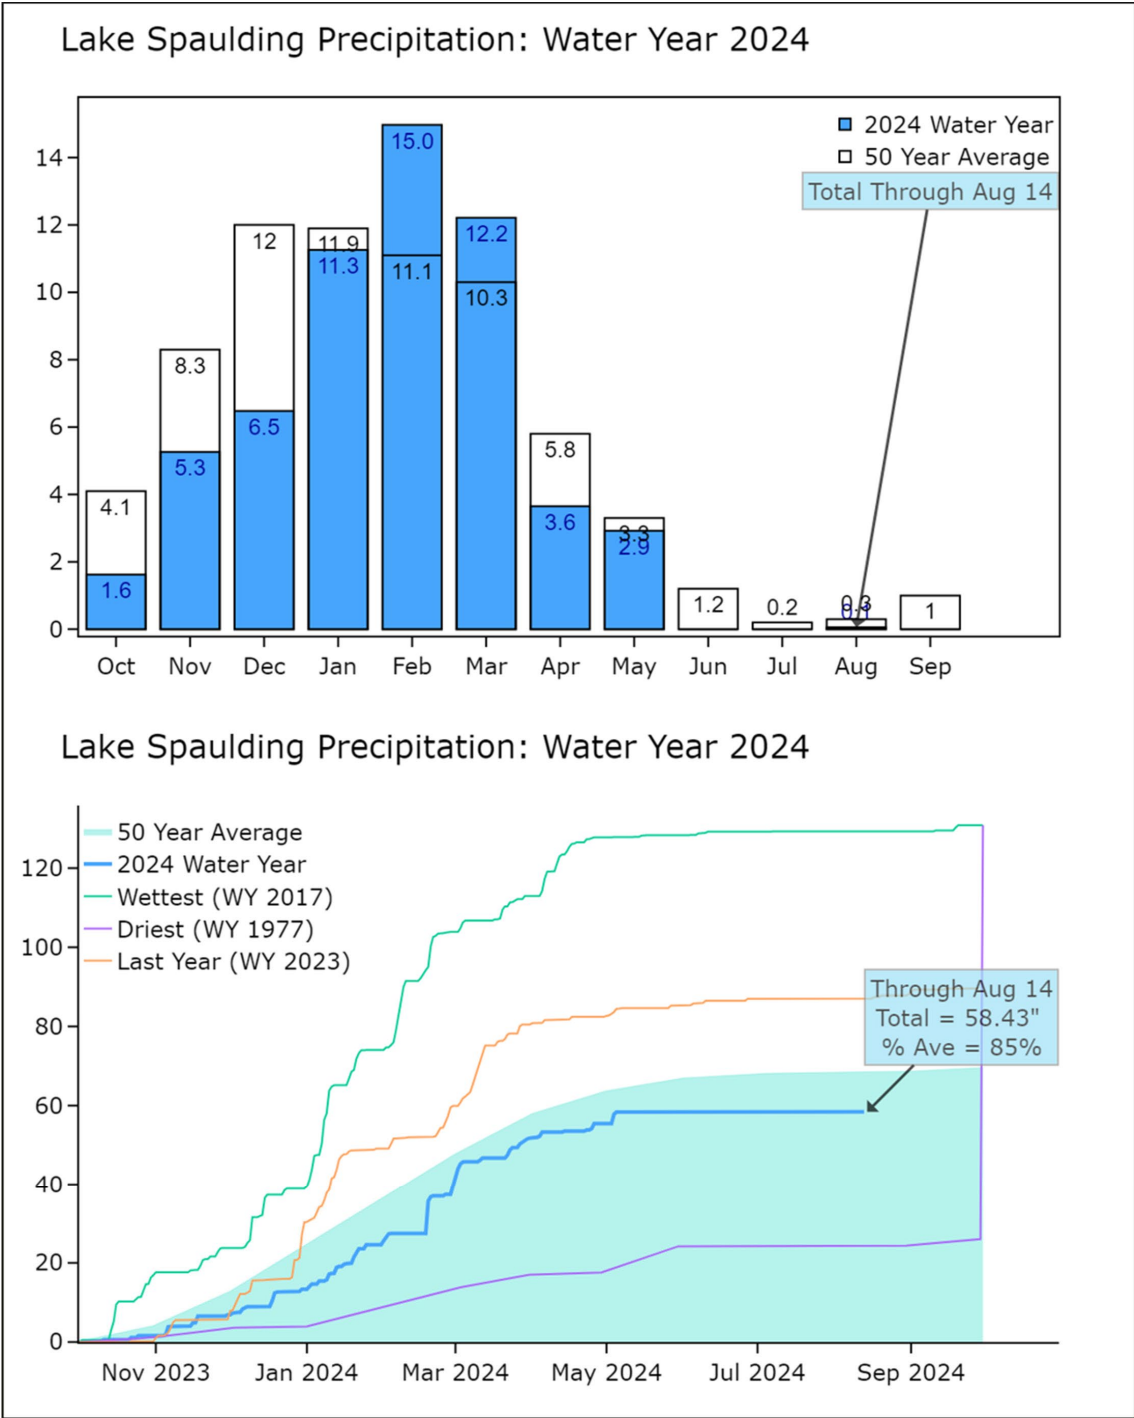 Lake Spaulding Precipitation: Water Year 2024
2024 Water Year
50 Year Average
Total Through Aug 14
14
12
10
8
6
4
2
0
4.1
1.6
8.3
5.3
12
6.5
11.9
11.3
15.0
11.1
12.2
10.3
5.8
3.6
3.3
2.9
1.2
0.2
0.3
0.1
1
Oct Nov Dec Jan Feb Mar Apr May Jun Jul Aug Sep
Lake Spaulding Precipitation: Water Year 2024
50 Year Average
2024 Water Year
Wettest (WY 2017)
Driest (WY 1977)
Last Year (WY 2023)
120
100
80
60
40
20
0
Through Aug 14
Total = 58.43"
% Ave = 85%
Nov 2023 Jan 2024 Mar 2024 May 2024 Jul 2024 Sep 2024